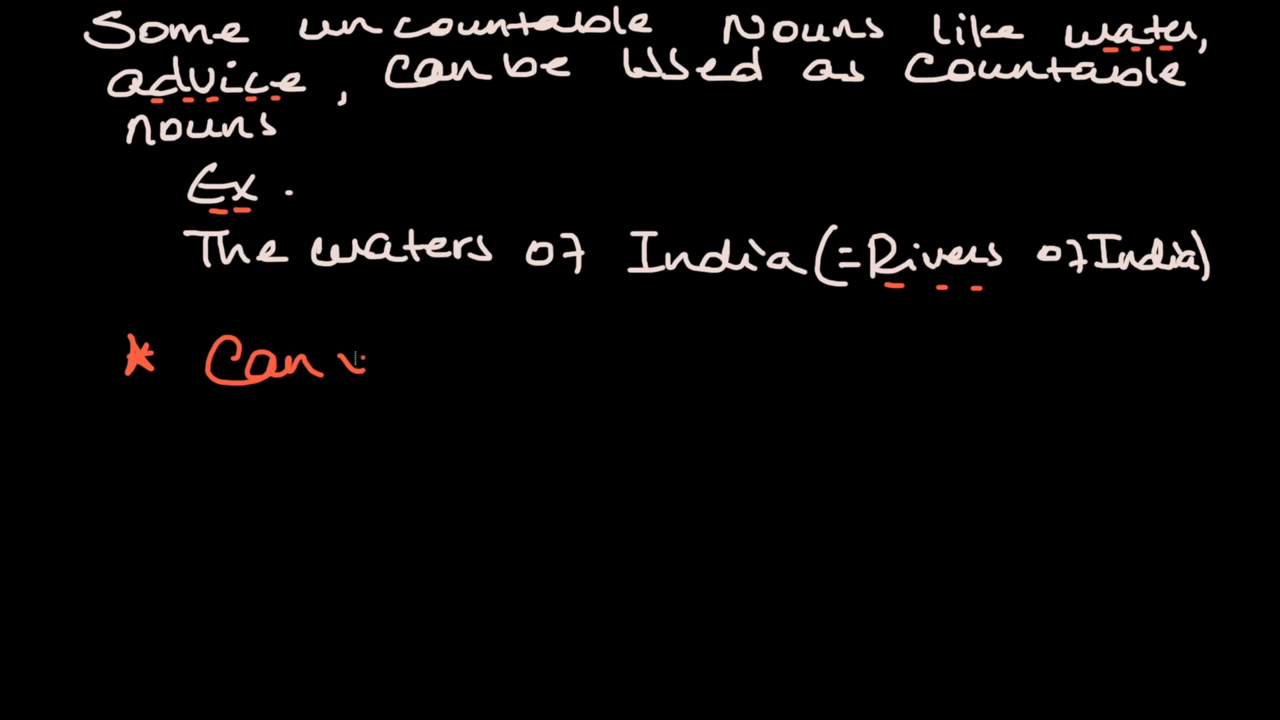 Some uncountable Nouns like water,
advice, can be Used as Countable
nouns
Ex.
The waters of India (=Rivers of India)
* Can